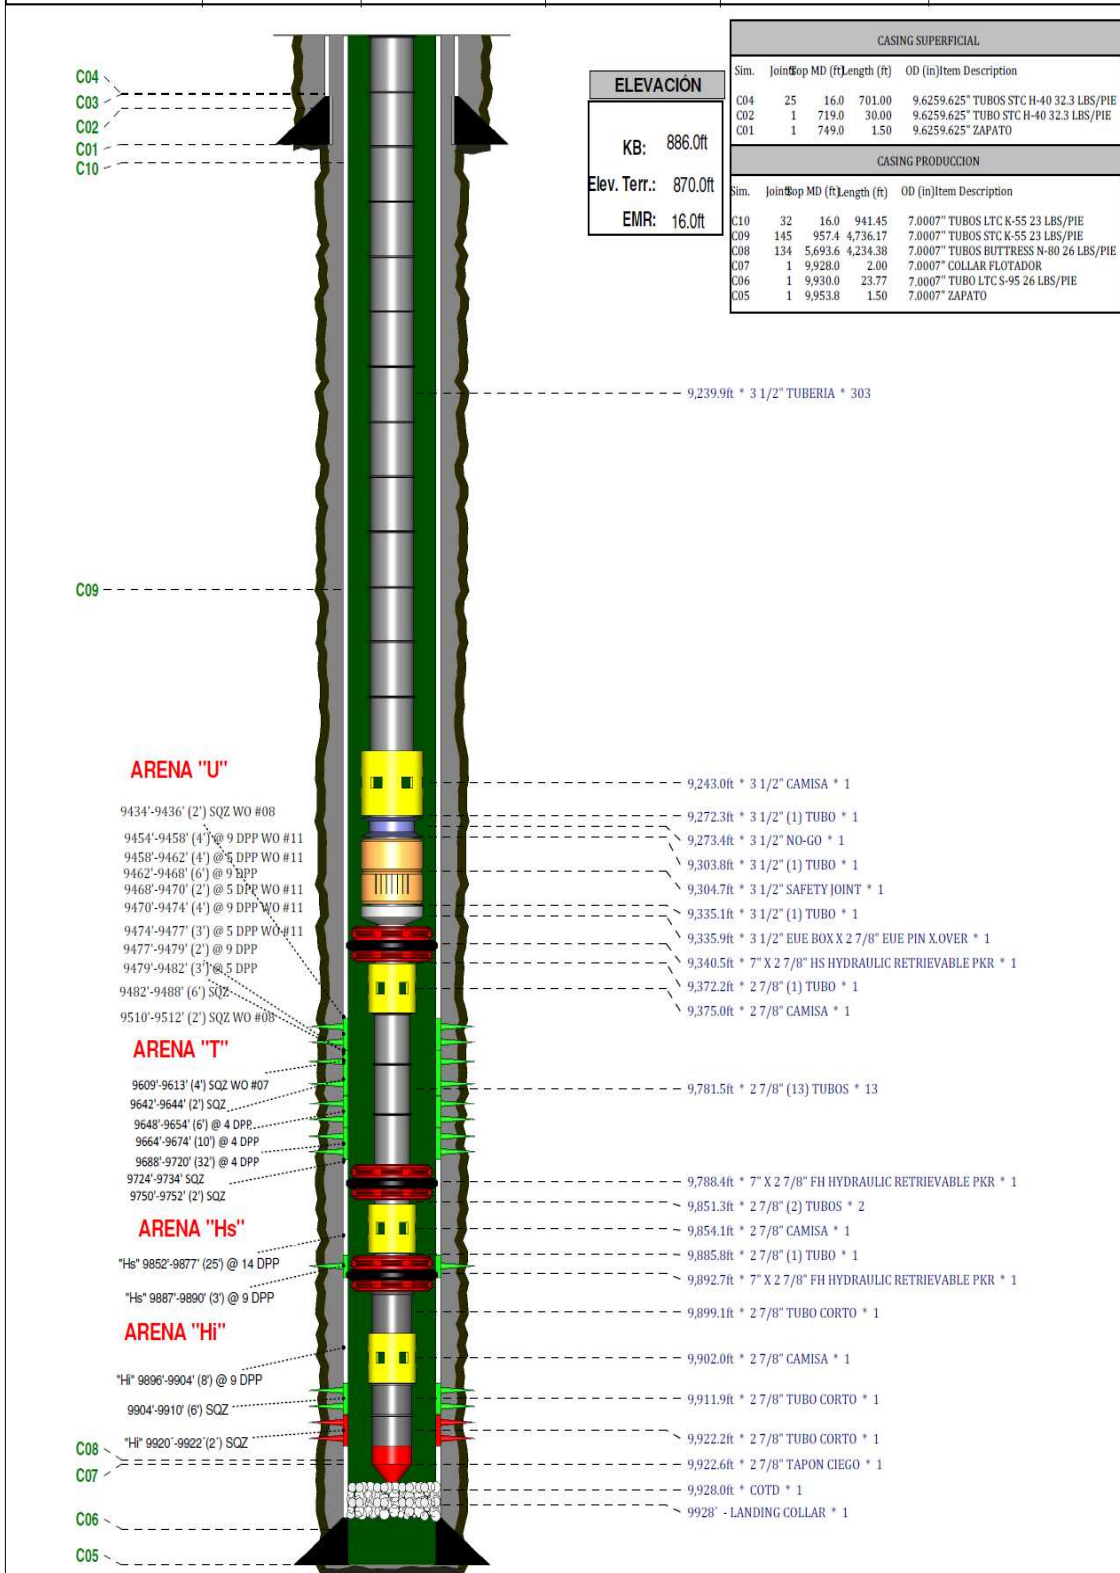 CASING SUPERFICIAL
Sim. Joints Top MD (ft) Length (ft) OD (in) Item Description
C04 25 16.0 701.00 9.625 9.625" TUBOS STC H-40 32.3 LBS/PIE
C02 1 719.0 30.00 9.625 9.625" TUBO STC H-40 32.3 LBS/PIE
C01 1 749.0 1.50 9.625 9.625" ZAPATO
CASING PRODUCCION
Sim. Joints Top MD (ft) Length (ft) OD (in) Item Description
C10 32 16.0 941.45 7.000 7" TUBOS LTC K-55 23 LBS/PIE
C09 145 957.4 4,736.17 7.000 7" TUBOS STC K-55 23 LBS/PIE
C08 134 5,693.6 4,234.38 7.000 7" TUBOS BUTTRESS N-80 26 LBS/PIE
C07 1 9,928.0 2.00 7.000 7" COLLAR FLOTADOR
C06 1 9,930.0 23.77 7.000 7" TUBO LTC S-95 26 LBS/PIE
C05 1 9,953.8 1.50 7.000 7" ZAPATO
ELEVACIÓN
KB: 886.0ft
Elev. Terr.: 870.0ft
EMR: 16.0ft
C04
C03
C02
C01
C10
C09
ARENA "U"
9434'-9436' (2') SQZ WO #08
9454'-9458' (4') @ 9 DPP WO #11
9458'-9462' (4') @ 5 DPP WO #11
9462'-9468' (6') @ 9 DPP
9468'-9470' (2') @ 5 DPP WO #11
9470'-9474' (4') @ 9 DPP WO #11
9474'-9477' (3') @ 5 DPP WO #11
9477'-9479' (2') @ 9 DPP
9479'-9482' (3') @ 5 DPP
9482'-9488' (6') SQZ
9510'-9512' (2') SQZ WO #08
ARENA "T"
9609'-9613' (4') SQZ WO #07
9642'-9644' (2') SQZ
9648'-9654' (6') @ 4 DPP
9664'-9674' (10') @ 4 DPP
9688'-9720' (32') @ 4 DPP
9724'-9734' SQZ
9750'-9752' (2') SQZ
ARENA "Hs"
"Hs" 9852'-9877' (25') @ 14 DPP
"Hs" 9887'-9890' (3') @ 9 DPP
ARENA "Hi"
"Hi" 9896'-9904' (8') @ 9 DPP
9904'-9910' (6') SQZ
"Hi" 9920´-9922´(2´) SQZ
C08
C07
C06
C05
9,239.9ft * 3 1/2" TUBERIA * 303
9,243.0ft * 3 1/2" CAMISA * 1
9,272.3ft * 3 1/2" (1) TUBO * 1
9,273.4ft * 3 1/2" NO-GO * 1
9,303.8ft * 3 1/2" (1) TUBO * 1
9,304.7ft * 3 1/2" SAFETY JOINT * 1
9,335.1ft * 3 1/2" (1) TUBO * 1
9,335.9ft * 3 1/2" EUE BOX X 2 7/8" EUE PIN X.OVER * 1
9,340.5ft * 7" X 2 7/8" HS HYDRAULIC RETRIEVABLE PKR * 1
9,372.2ft * 2 7/8" (1) TUBO * 1
9,375.0ft * 2 7/8" CAMISA * 1
9,781.5ft * 2 7/8" (13) TUBOS * 13
9,788.4ft * 7" X 2 7/8" FH HYDRAULIC RETRIEVABLE PKR * 1
9,851.3ft * 2 7/8" (2) TUBOS * 2
9,854.1ft * 2 7/8" CAMISA * 1
9,885.8ft * 2 7/8" (1) TUBO * 1
9,892.7ft * 7" X 2 7/8" FH HYDRAULIC RETRIEVABLE PKR * 1
9,899.1ft * 2 7/8" TUBO CORTO * 1
9,902.0ft * 2 7/8" CAMISA * 1
9,911.9ft * 2 7/8" TUBO CORTO * 1
9,922.2ft * 2 7/8" TUBO CORTO * 1
9,922.6ft * 2 7/8" TAPON CIEGO * 1
9,928.0ft * COTD * 1
9928´ - LANDING COLLAR * 1